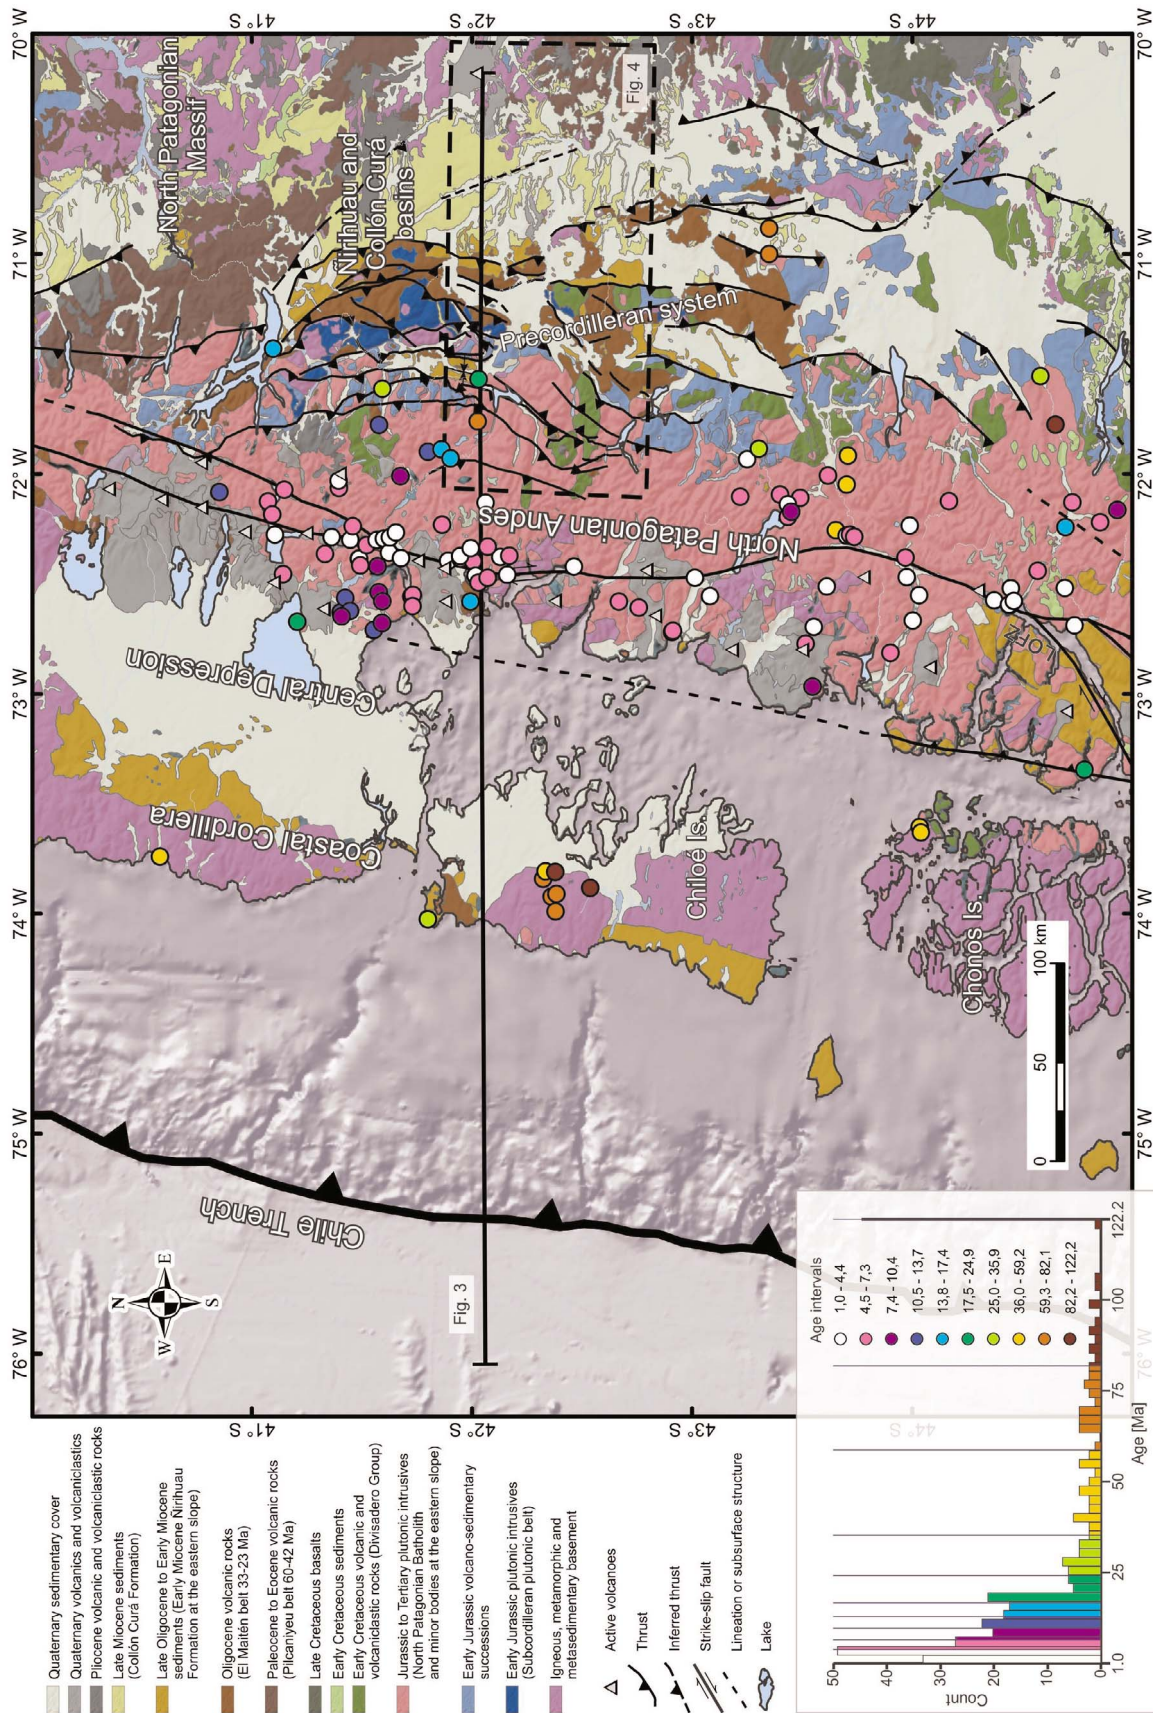 76° W
75° W
74° W
73° W
72° W
71° W
70° W
41° S
42° S
43° S
44° S
41° S
42° S
43° S
44° S
76° W
75° W
74° W
73° W
72° W
71° W
70° W
N
W
E
S
Chile Trench
Fig. 3
Coastal Cordillera
Central Depression
Chiloé Is.
Chonos Is.
North Patagonian Andes
LOFZ
Precordilleran system
Ñirihuau and
Collón Curá
basins
North Patagonian
Massif
Fig. 4
0
50
100 km
Quaternary sedimentary cover
Quaternary volcanics and volcaniclastics
Pliocene volcanic and volcaniclastic rocks
Late Miocene sediments
(Collón Curá Formation)
Late Oligocene to Early Miocene
sediments (Early Miocene Ñirihuau
Formation at the eastern slope)
Oligocene volcanic rocks
(El Maitén belt 33-23 Ma)
Paleocene to Eocene volcanic rocks
(Pilcaniyeu belt 60-42 Ma)
Late Cretaceous basalts
Early Cretaceous sediments
Early Cretaceous volcanic and
volcaniclastic rocks (Divisadero Group)
Jurassic to Tertiary plutonic intrusives
(North Patagonian Batholith
and minor bodies at the eastern slope)
Early Jurassic volcano-sedimentary
successions
Early Jurassic plutonic intrusives
(Subcordilleran plutonic belt)
Igneous, metamorphic and
metasedimentary basement
Active volcanoes
Thrust
Inferred thrust
Strike-slip fault
Lineation or subsurface structure
Lake
Age intervals
1,0 - 4,4
4,5 - 7,3
7,4 - 10,4
10,5 - 13,7
13,8 - 17,4
17,5 - 24,9
25,0 - 35,9
36,0 - 59,2
59,3 - 82,1
82,2 - 122,2
Count
50
40
30
20
10
0
1.0
25
50
75
100
122.2
Age [Ma]